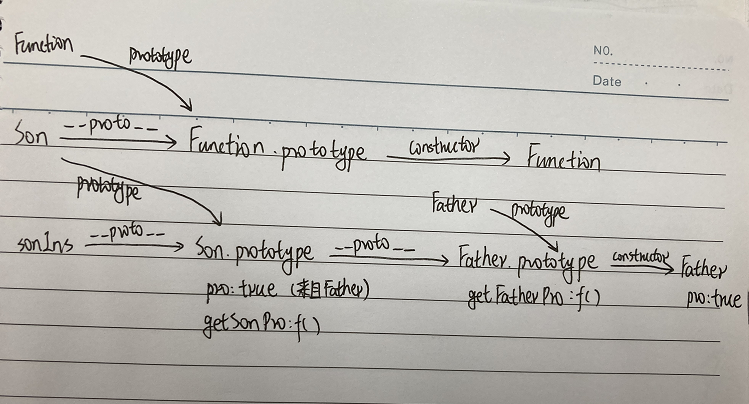 Function prototype
NO.
Date
Son --proto-- Function.prototype constructor Function
prototype
Father prototype
sonIns --proto-- Son.prototype --proto-- Father.prototype constructor Father
pro:true (来自Father) getFatherPro:f() pro:true
getSonPro:f()